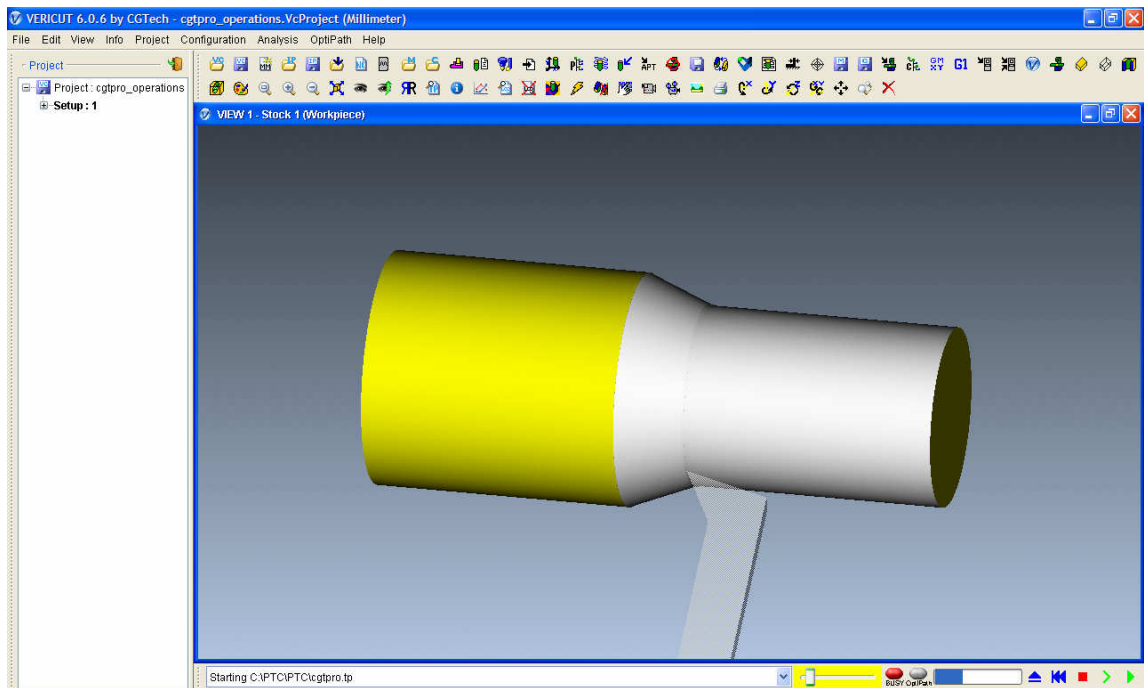 VERICUT 6.0.6 by CGTech - cgtpro_operations.VcProject (Millimeter)
File Edit View Info Project Configuration Analysis OptiPath Help
Project
Project : cgtpro_operations
Setup : 1
G1
VIEW 1 - Stock 1 (Workpiece)
Starting C:\PTC\PTC\cgtpro.tp
BUSY OptiPath